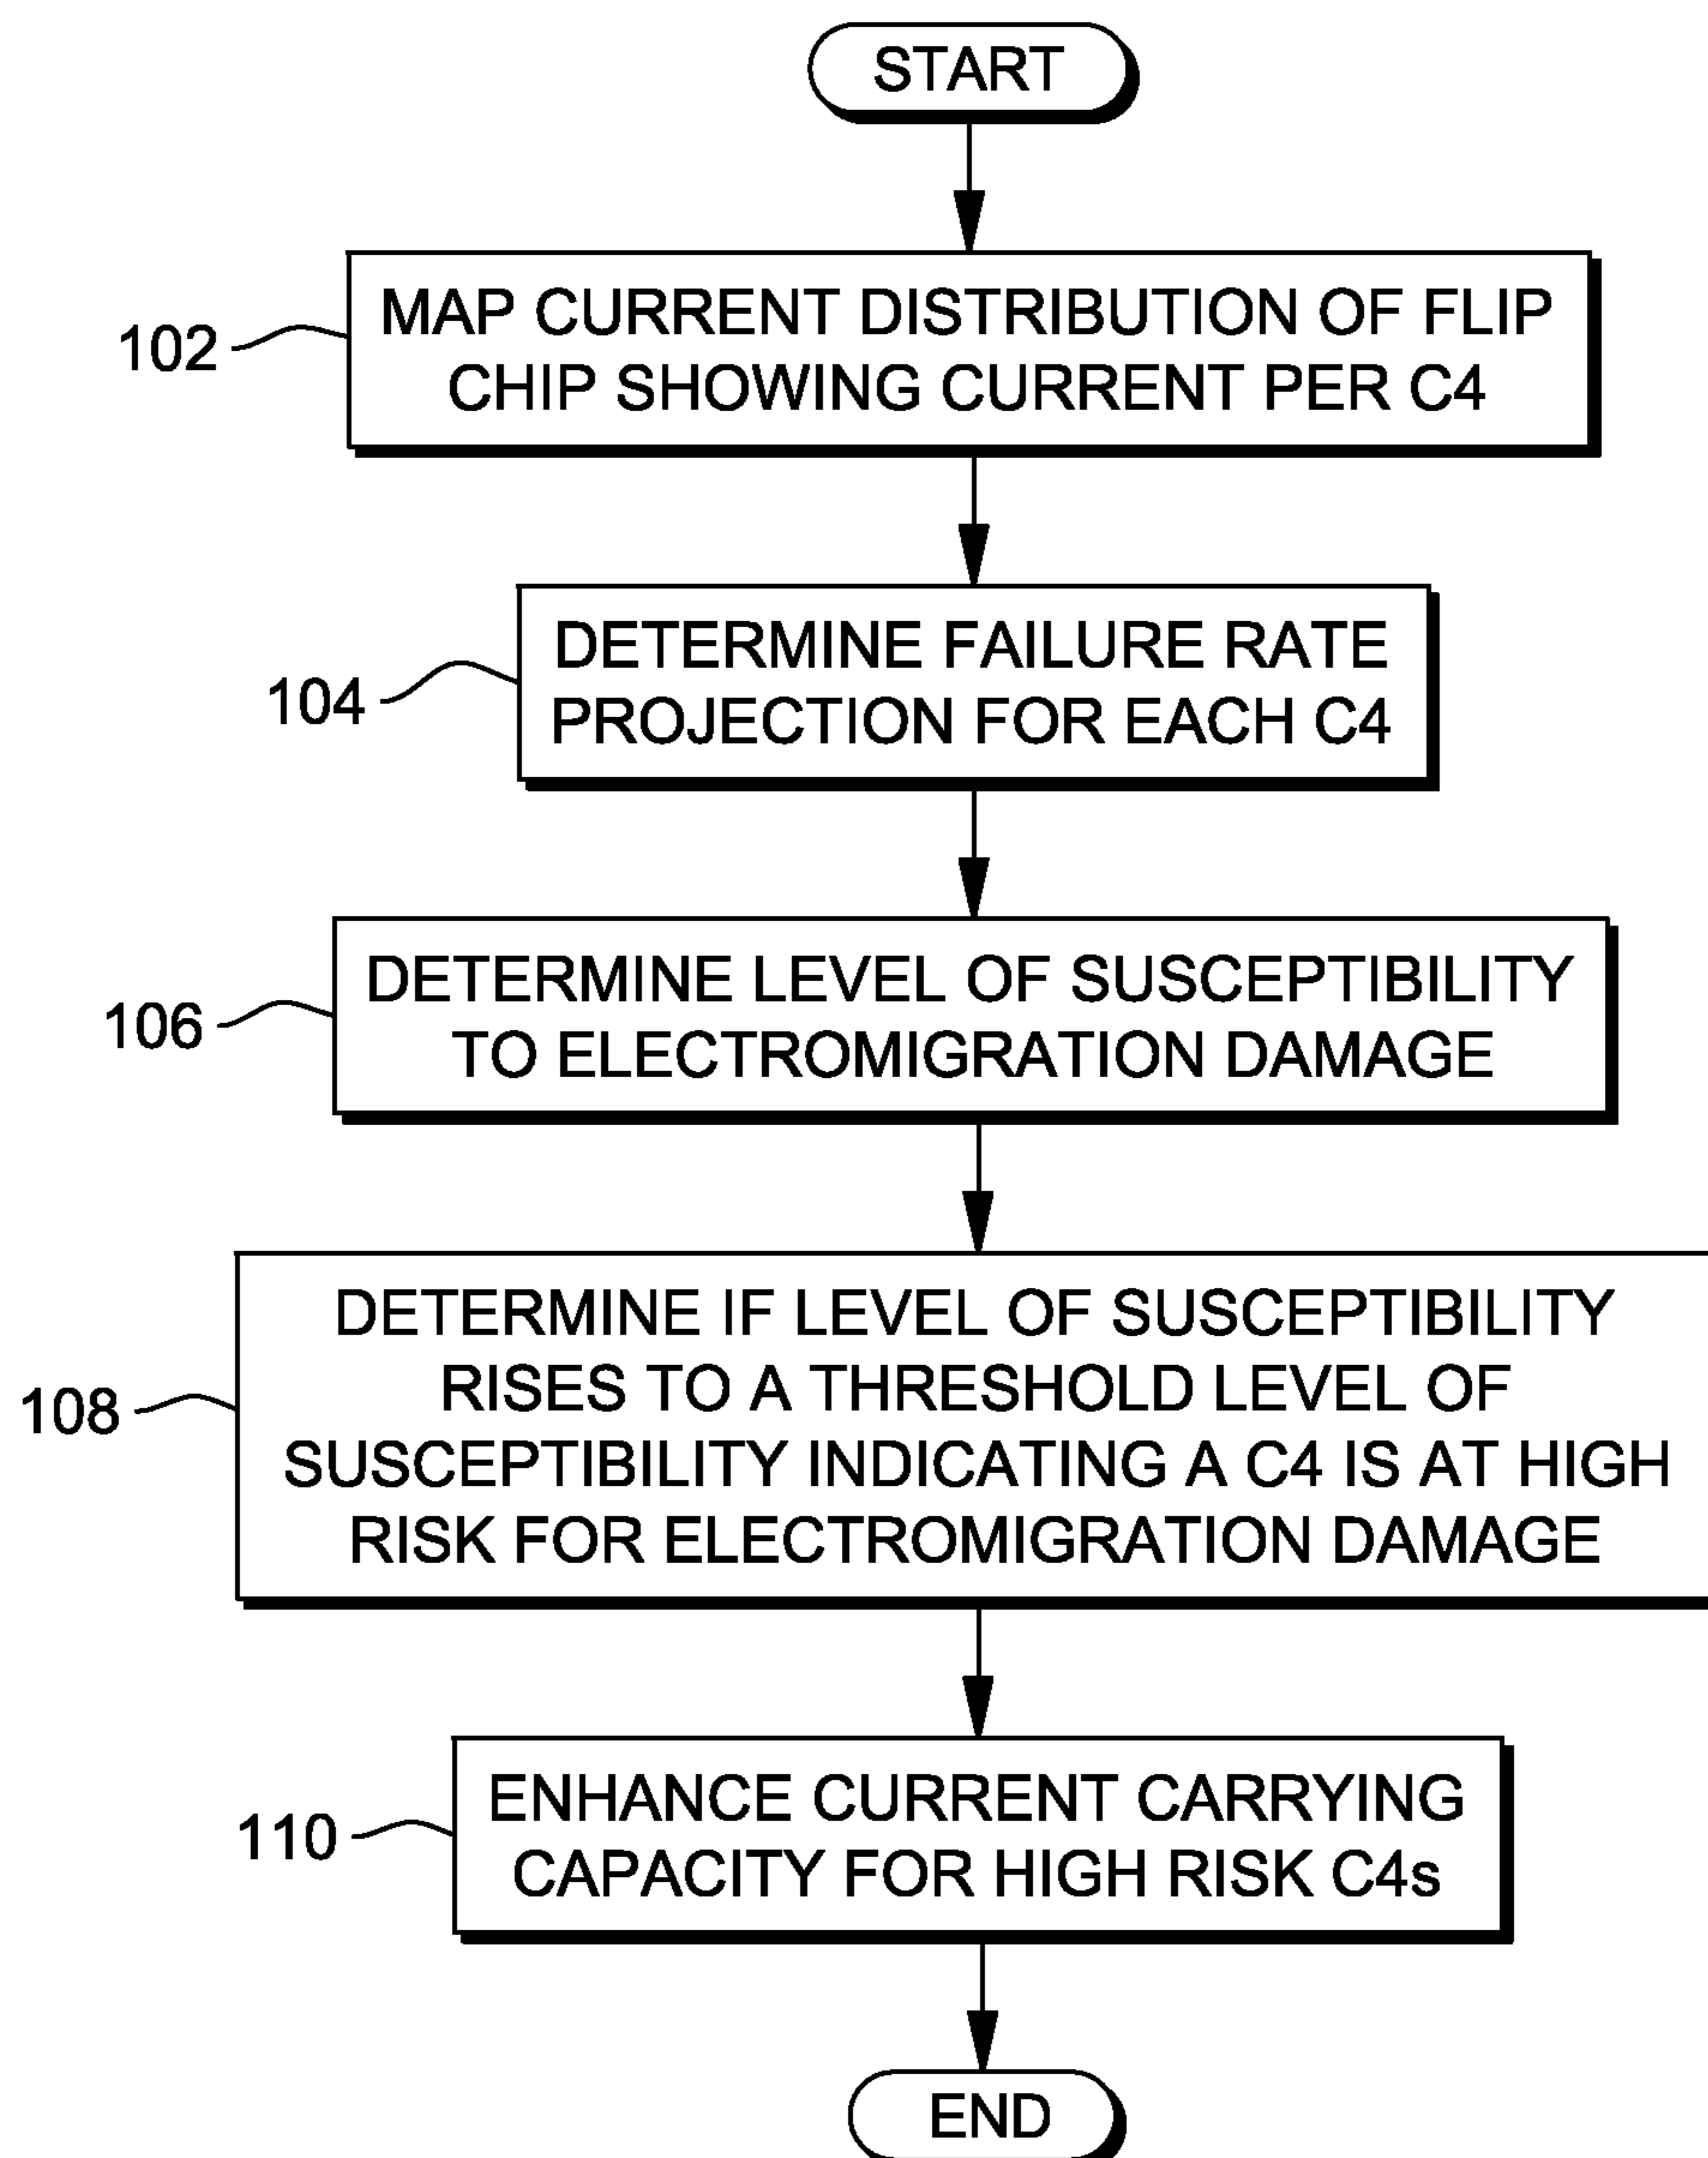 START
MAP CURRENT DISTRIBUTION OF FLIP
CHIP SHOWING CURRENT PER C4
102
DETERMINE FAILURE RATE
PROJECTION FOR EACH C4
104
DETERMINE LEVEL OF SUSCEPTIBILITY
TO ELECTROMIGRATION DAMAGE
106
DETERMINE IF LEVEL OF SUSCEPTIBILITY
RISES TO A THRESHOLD LEVEL OF
SUSCEPTIBILITY INDICATING A C4 IS AT HIGH
RISK FOR ELECTROMIGRATION DAMAGE
108
ENHANCE CURRENT CARRYING
CAPACITY FOR HIGH RISK C4s
110
END